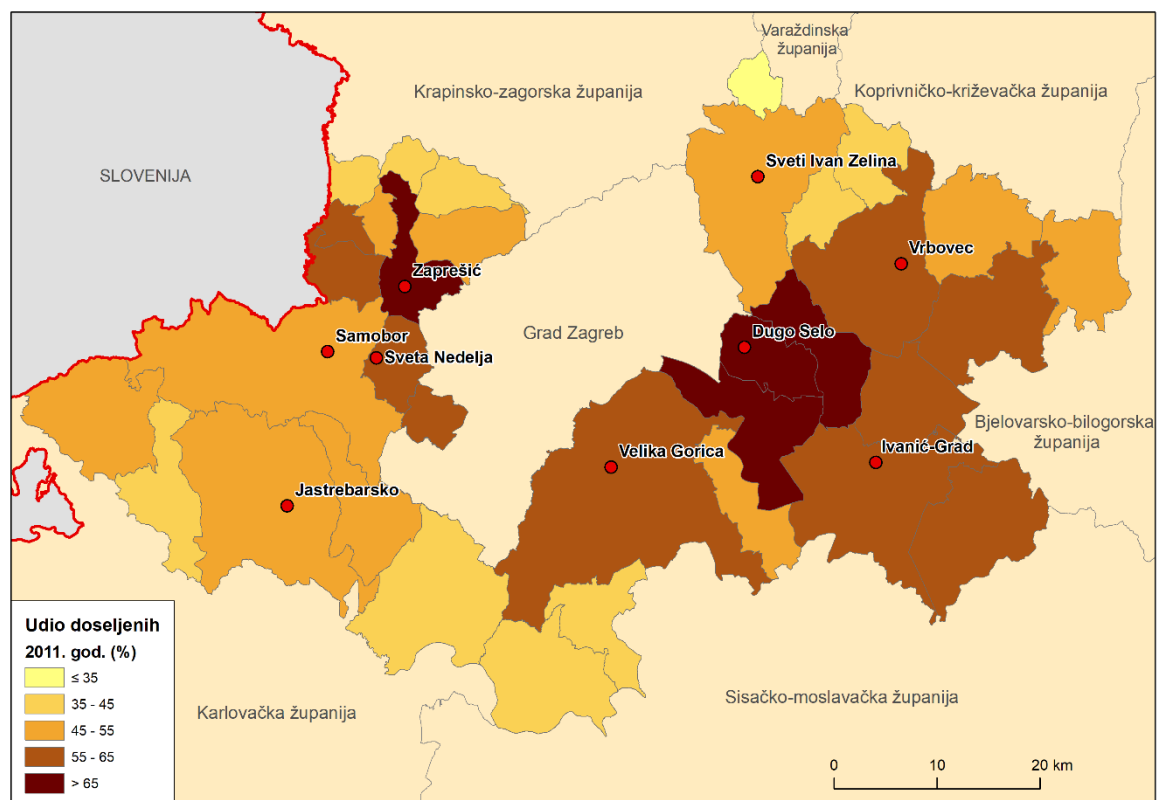 Varaždinska
županija
Krapinsko-zagorska županija
Koprivničko-križevačka županija
SLOVENIJA
Sveti Ivan Zelina
Vrbovec
Zaprešić
Grad Zagreb
Dugo Selo
Samobor
Sveta Nedelja
Bjelovarsko-bilogorska
županija
Velika Gorica
Ivanić-Grad
Jastrebarsko
Udio doseljenih
2011. god. (%)
≤ 35
35 - 45
45 - 55
55 - 65
> 65
Karlovačka županija
Sisačko-moslavačka županija
0 10 20 km